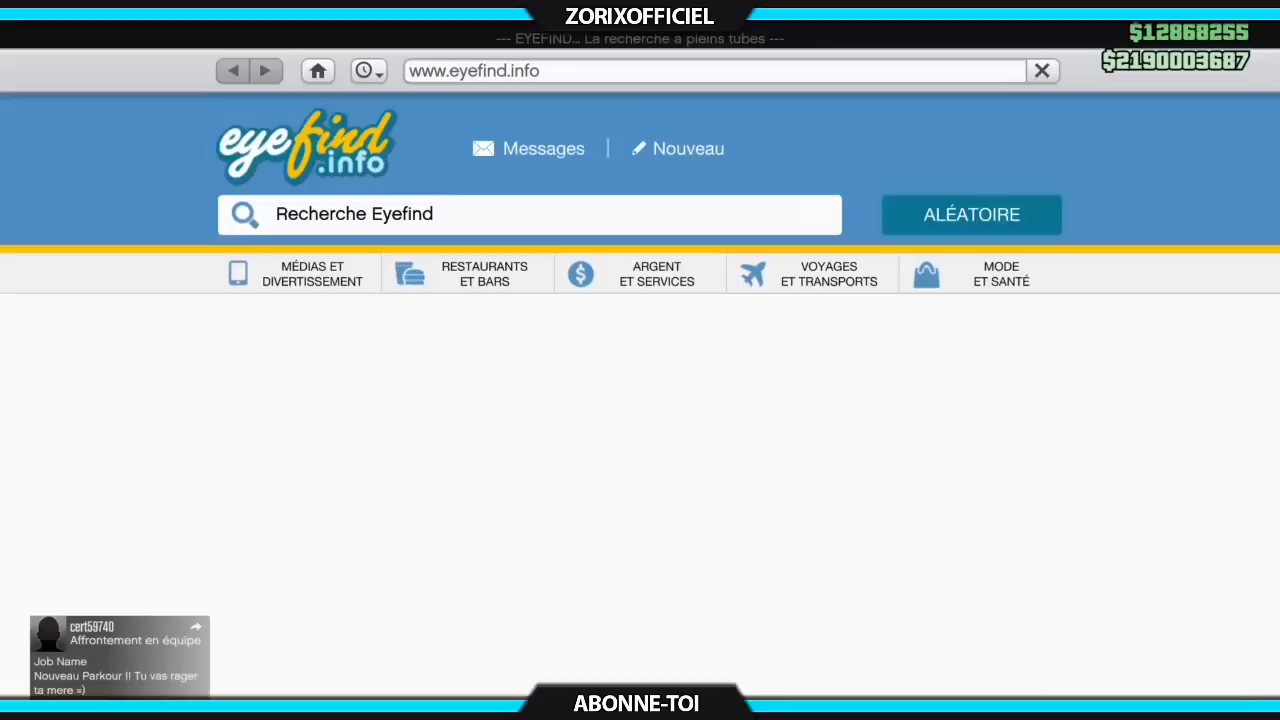 ZORIXOFFICIEL
--- EYEFIND... La recherche à pleins tubes ---
$12868255
$2190003687
www.eyefind.info
eyefind.info
Messages
Nouveau
Recherche Eyefind
ALÉATOIRE
MÉDIAS ET
DIVERTISSEMENT
RESTAURANTS
ET BARS
ARGENT
ET SERVICES
VOYAGES
ET TRANSPORTS
MODE
ET SANTÉ
cert59740
Affrontement en équipe
Job Name
Nouveau Parkour !! Tu vas rager
ta mere =)
ABONNE-TOI